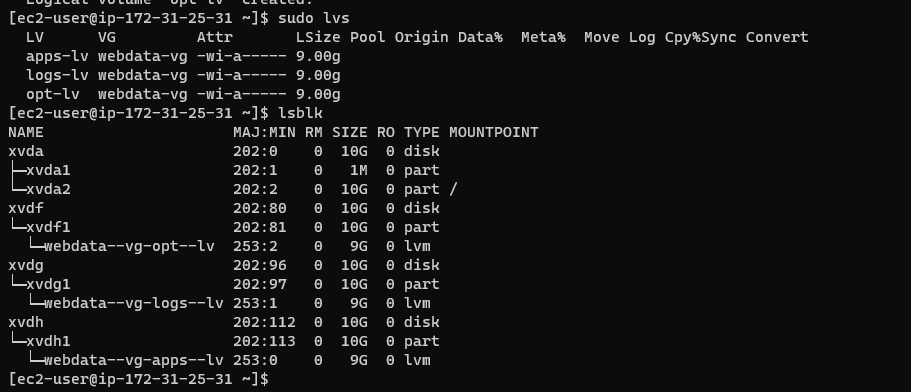 Logical volume "opt-lv" created.
[ec2-user@ip-172-31-25-31 ~]$ sudo lvs
  LV      VG         Attr       LSize Pool Origin Data%  Meta%  Move Log Cpy%Sync Convert
  apps-lv webdata-vg -wi-a----- 9.00g
  logs-lv webdata-vg -wi-a----- 9.00g
  opt-lv  webdata-vg -wi-a----- 9.00g
[ec2-user@ip-172-31-25-31 ~]$ lsblk
NAME                      MAJ:MIN RM SIZE RO TYPE MOUNTPOINT
xvda                      202:0    0  10G  0 disk
├─xvda1                   202:1    0   1M  0 part
└─xvda2                   202:2    0  10G  0 part /
xvdf                      202:80   0  10G  0 disk
└─xvdf1                   202:81   0  10G  0 part
  └─webdata--vg-opt--lv   253:2    0   9G  0 lvm
xvdg                      202:96   0  10G  0 disk
└─xvdg1                   202:97   0  10G  0 part
  └─webdata--vg-logs--lv  253:1    0   9G  0 lvm
xvdh                      202:112  0  10G  0 disk
└─xvdh1                   202:113  0  10G  0 part
  └─webdata--vg-apps--lv  253:0    0   9G  0 lvm
[ec2-user@ip-172-31-25-31 ~]$